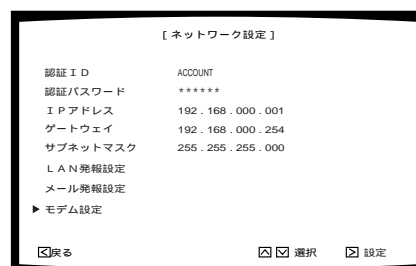 [ネットワーク設定]
認証ID ACCOUNT
認証パスワード ******
IPアドレス 192.168.000.001
ゲートウェイ 192.168.000.254
サブネットマスク 255.255.255.000
LAN発報設定
メール発報設定
▶モデム設定
<戻る ∧∨選択 >設定